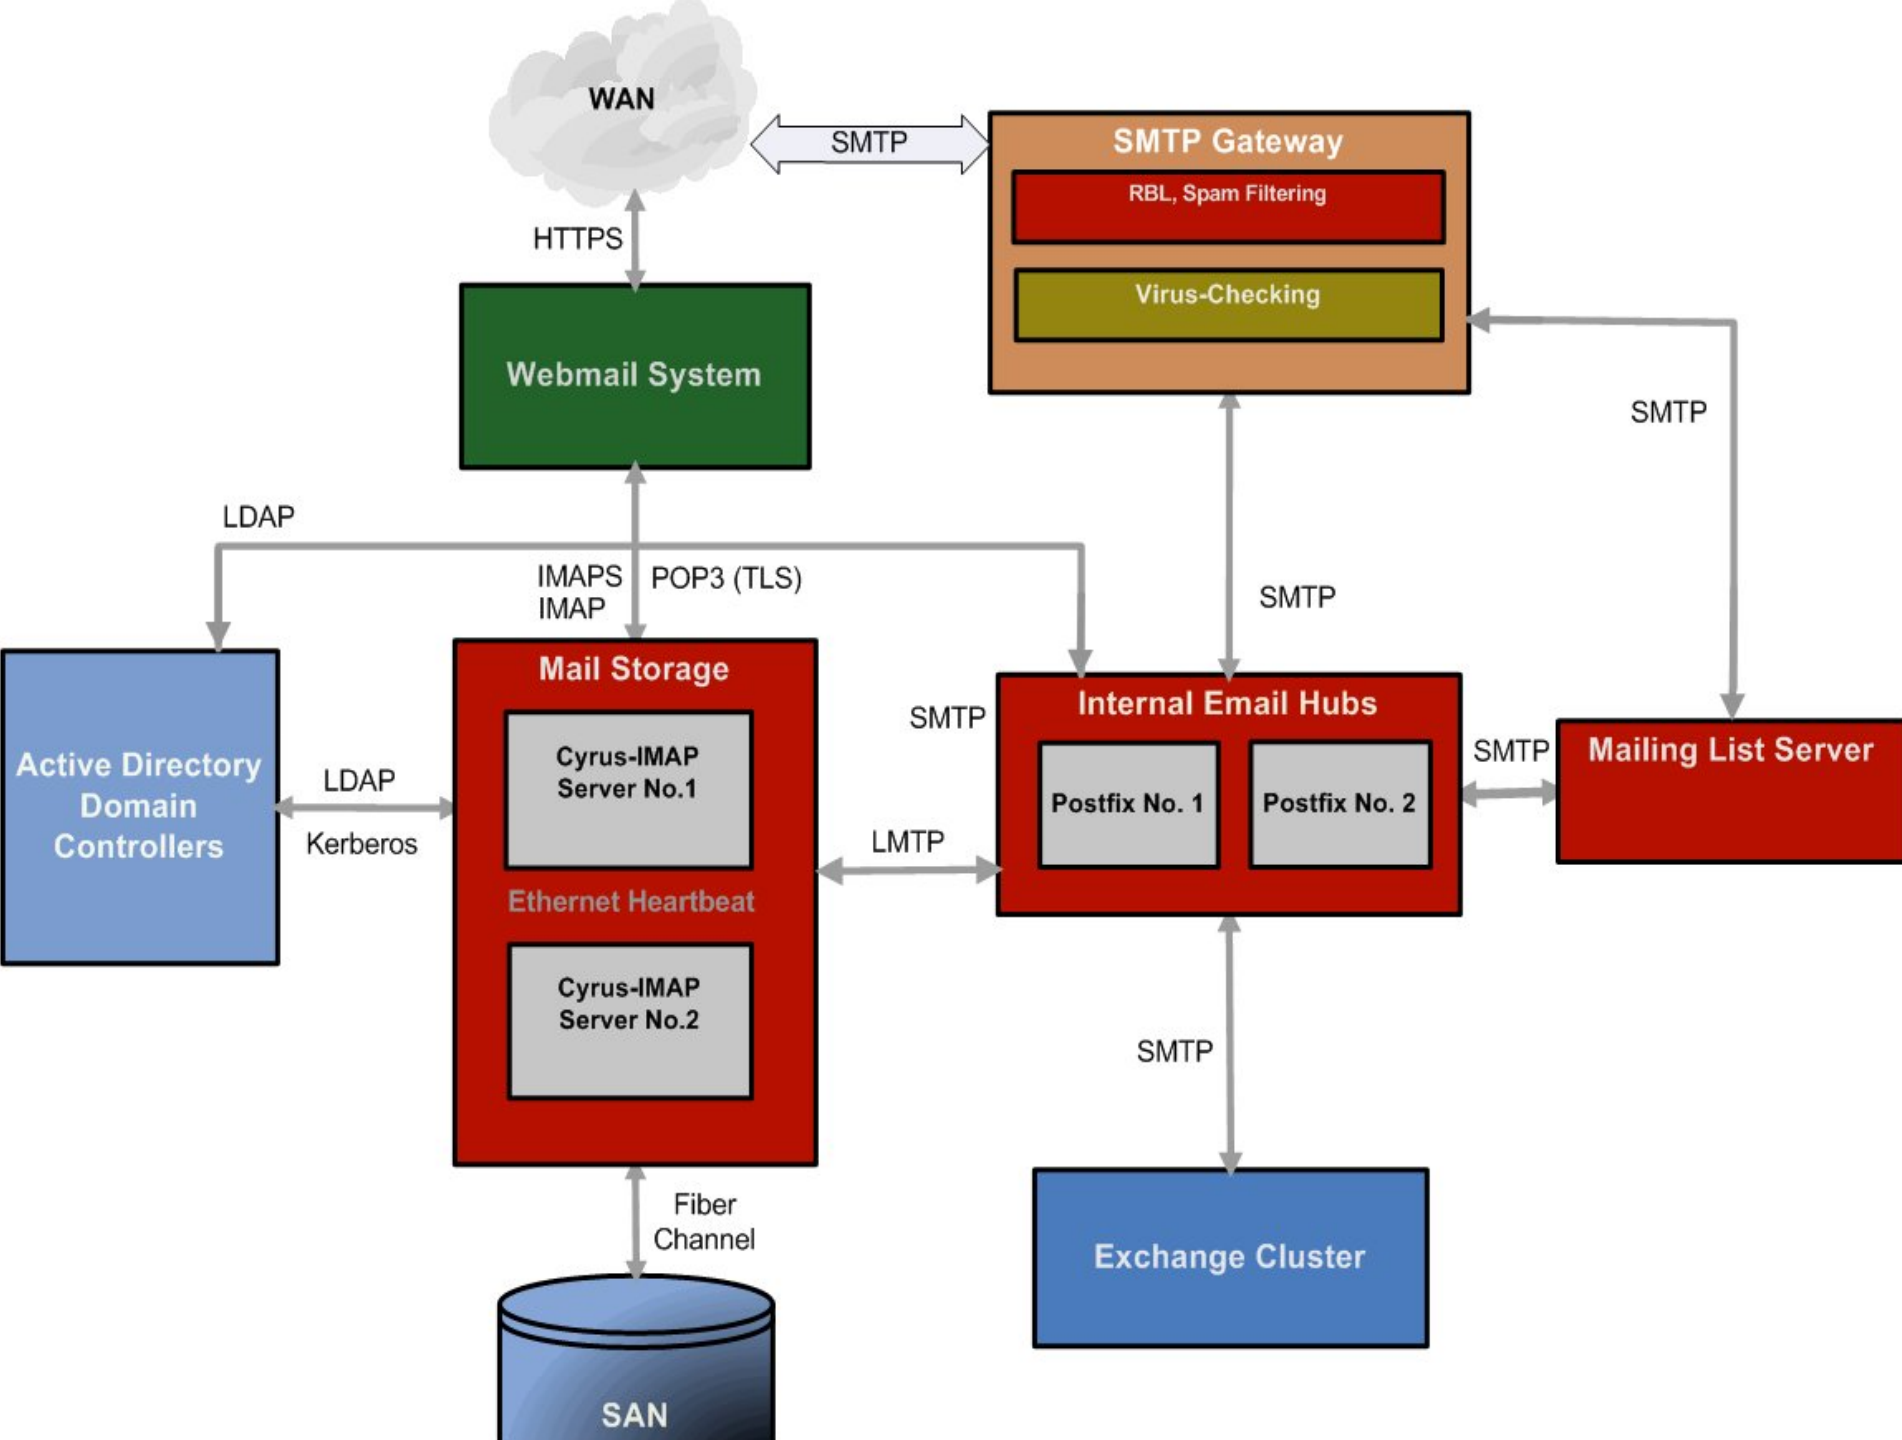 WAN
SMTP
SMTP Gateway
RBL, Spam Filtering
Virus-Checking
HTTPS
Webmail System
SMTP
LDAP
IMAPS
IMAP
POP3 (TLS)
SMTP
Active Directory
Domain
Controllers
LDAP
Kerberos
Mail Storage
Cyrus-IMAP
Server No.1
Ethernet Heartbeat
Cyrus-IMAP
Server No.2
SMTP
LMTP
Internal Email Hubs
Postfix No. 1
Postfix No. 2
SMTP
Mailing List Server
SMTP
Fiber
Channel
Exchange Cluster
SAN